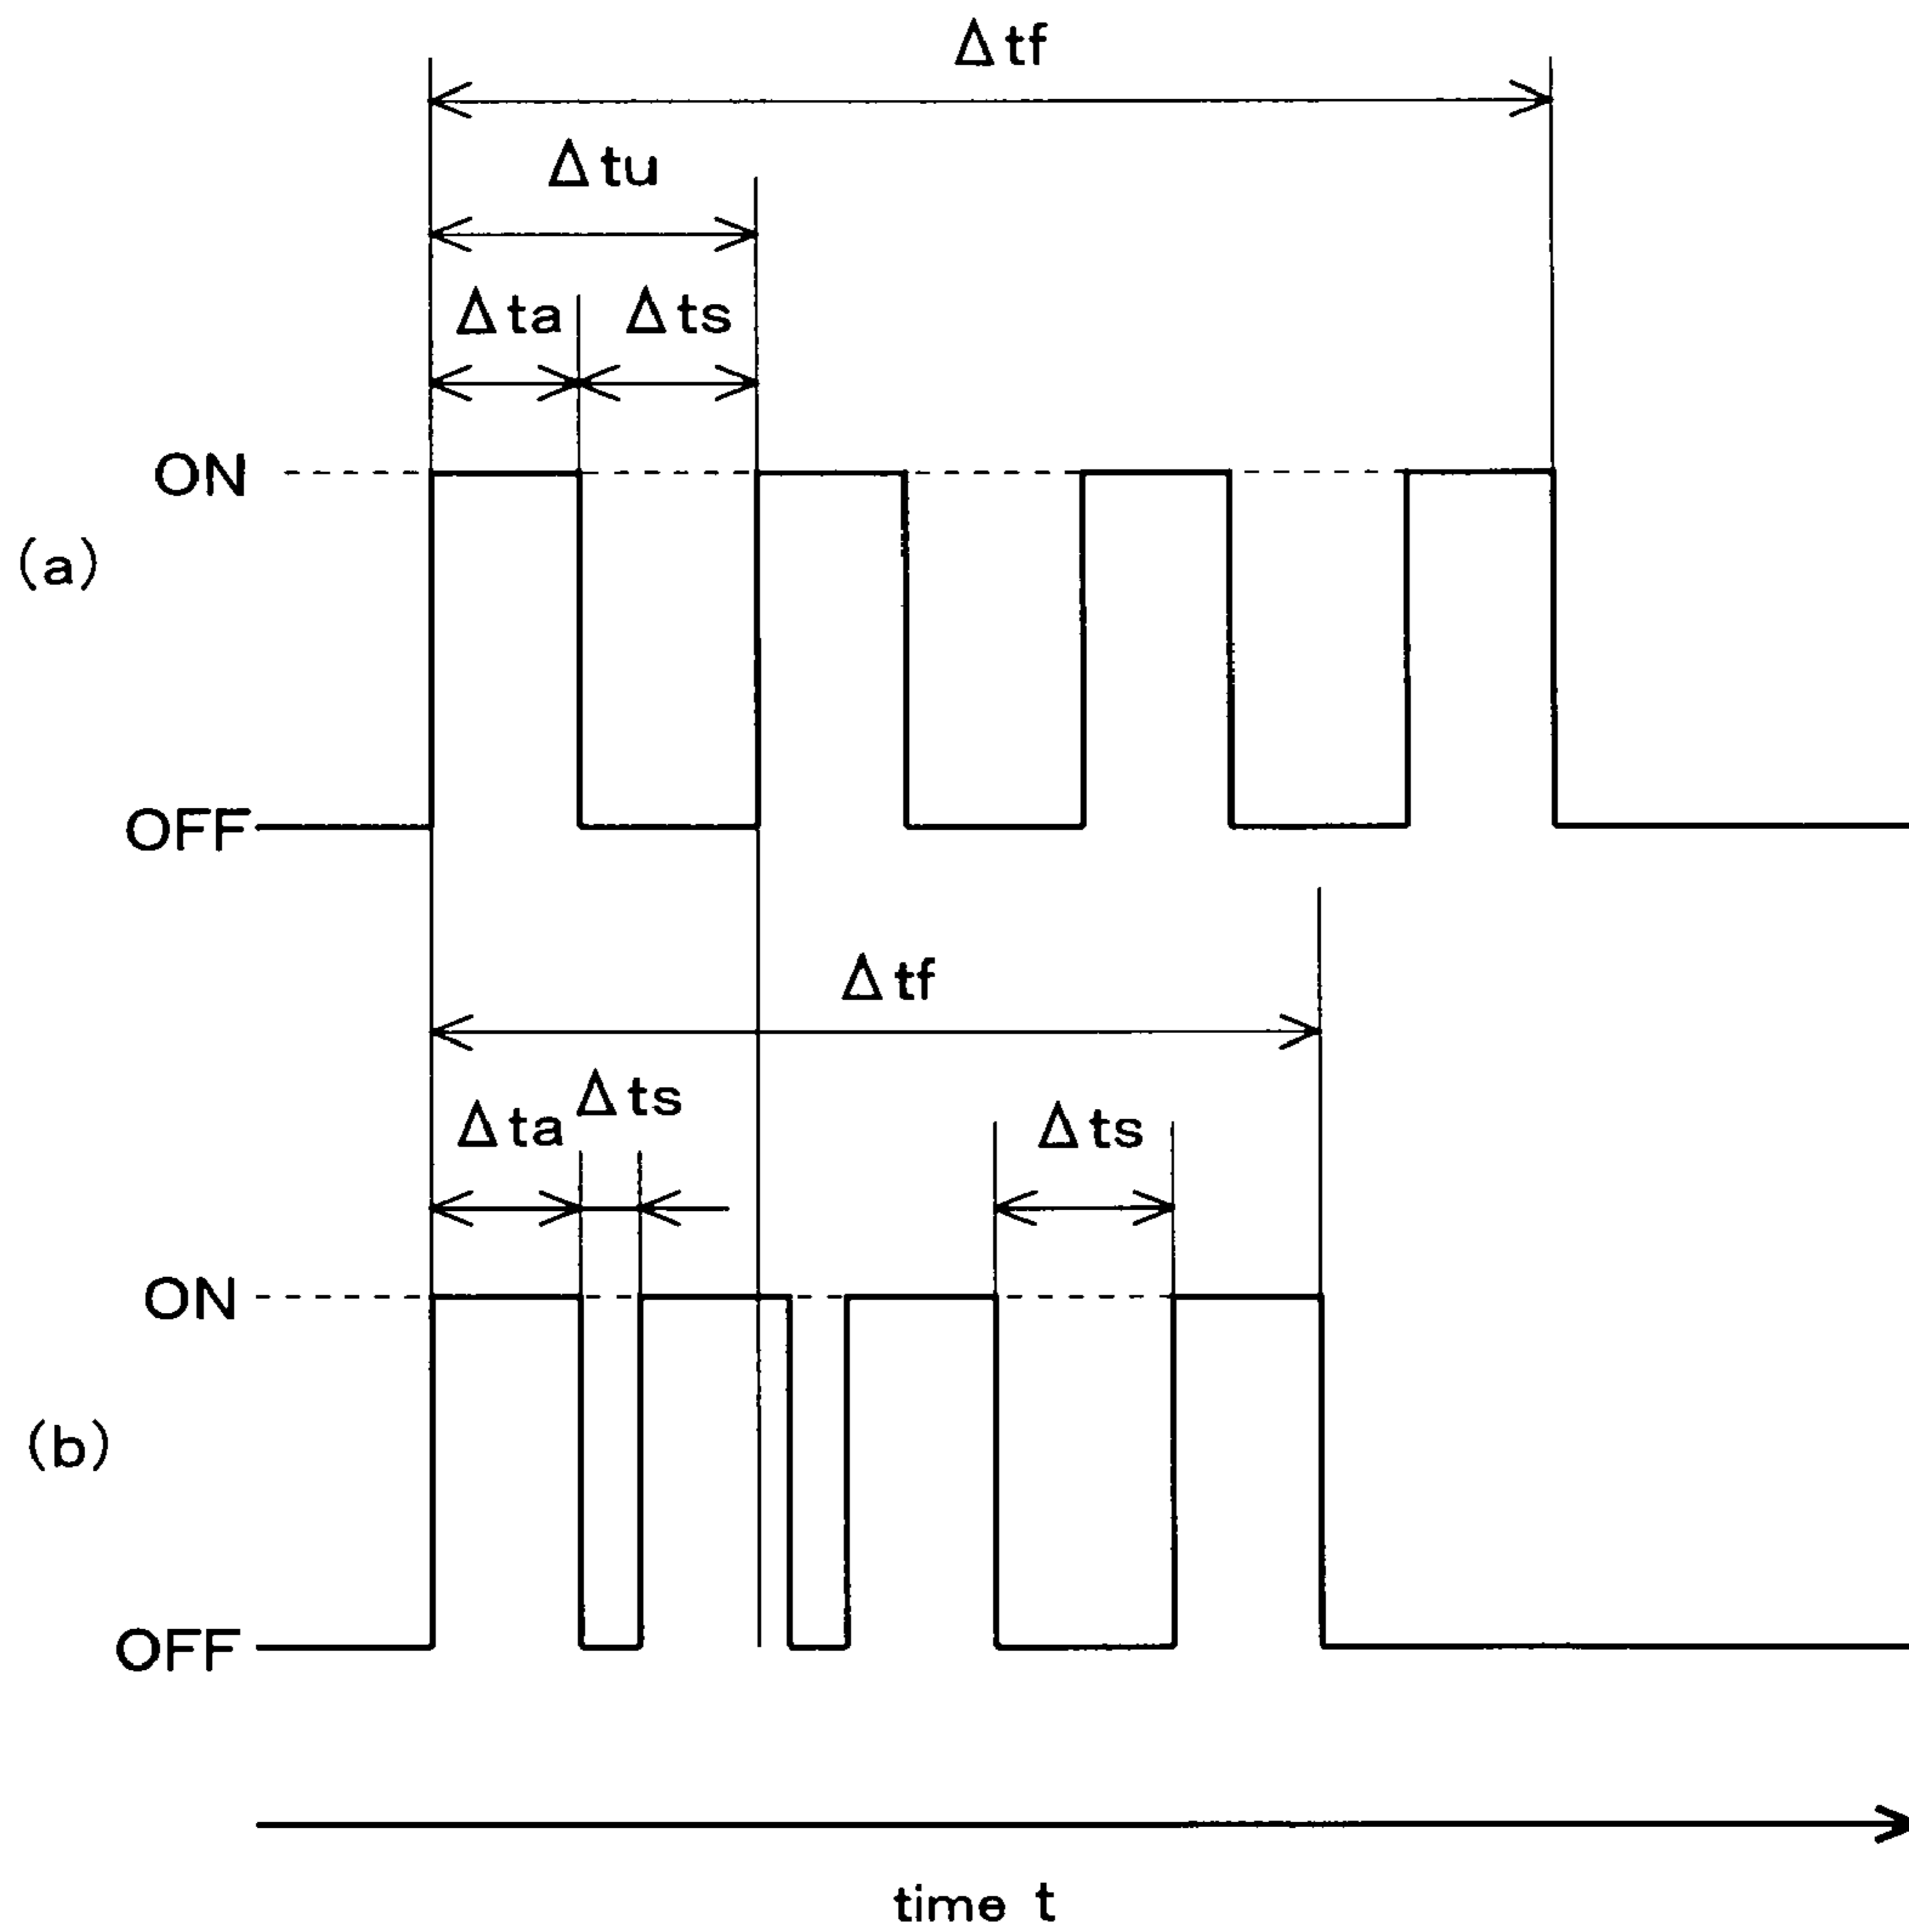 Δtf
Δtu
Δta Δts
ON
(a)
OFF
Δtf
Δta Δts Δts
ON
(b)
OFF
time t